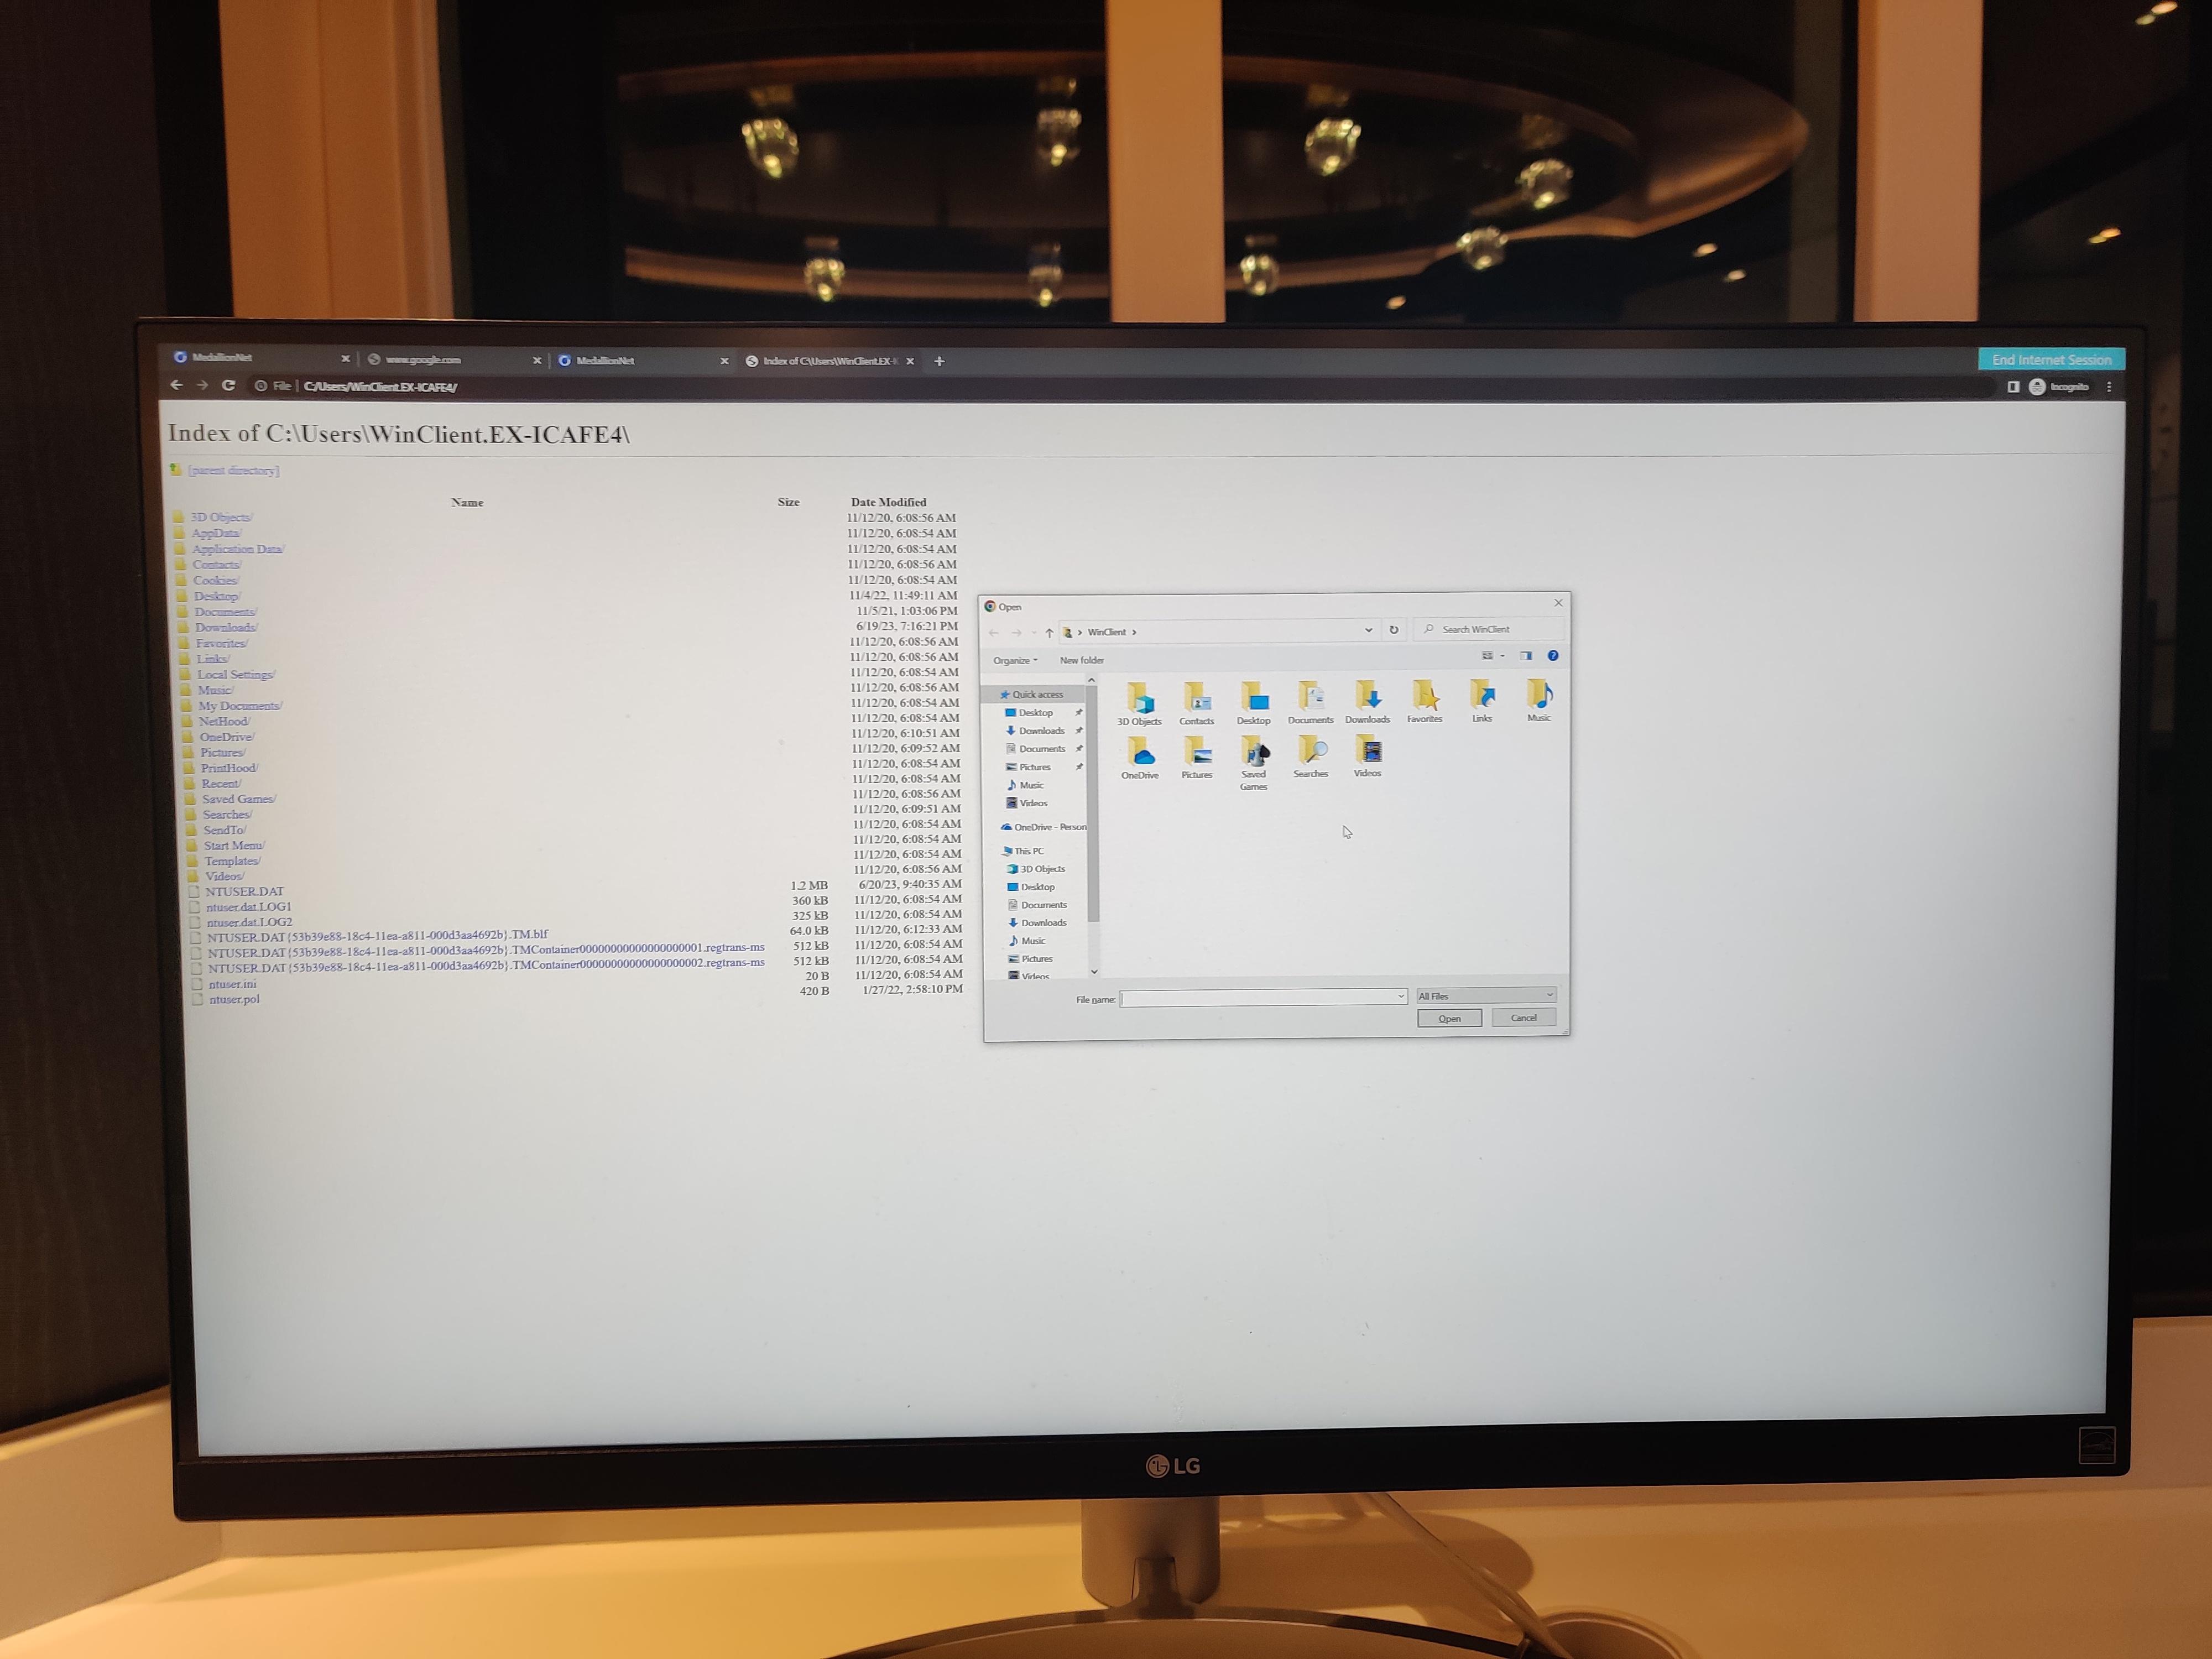 MedallionNet
www.google.com
MedallionNet
Index of C:\Users\WinClient.EX-I
End Internet Session
File C:/Users/WinClient.EX-ICAFE4/
Incognito
Index of C:\Users\WinClient.EX-ICAFE4\
[parent directory]
Name Size Date Modified
3D Objects/ 11/12/20, 6:08:56 AM
AppData/ 11/12/20, 6:08:54 AM
Application Data/ 11/12/20, 6:08:54 AM
Contacts/ 11/12/20, 6:08:56 AM
Cookies/ 11/12/20, 6:08:54 AM
Desktop/ 11/4/22, 11:49:11 AM
Documents/ 11/5/21, 1:03:06 PM
Downloads/ 6/19/23, 7:16:21 PM
Favorites/ 11/12/20, 6:08:56 AM
Links/ 11/12/20, 6:08:56 AM
Local Settings/ 11/12/20, 6:08:54 AM
Music/ 11/12/20, 6:08:56 AM
My Documents/ 11/12/20, 6:08:54 AM
NetHood/ 11/12/20, 6:08:54 AM
OneDrive/ 11/12/20, 6:10:51 AM
Pictures/ 11/12/20, 6:09:52 AM
PrintHood/ 11/12/20, 6:08:54 AM
Recent/ 11/12/20, 6:08:54 AM
Saved Games/ 11/12/20, 6:08:56 AM
Searches/ 11/12/20, 6:09:51 AM
SendTo/ 11/12/20, 6:08:54 AM
Start Menu/ 11/12/20, 6:08:54 AM
Templates/ 11/12/20, 6:08:54 AM
Videos/ 11/12/20, 6:08:56 AM
NTUSER.DAT 1.2 MB 6/20/23, 9:40:35 AM
ntuser.dat.LOG1 360 kB 11/12/20, 6:08:54 AM
ntuser.dat.LOG2 325 kB 11/12/20, 6:08:54 AM
NTUSER.DAT{53b39e88-18c4-11ea-a811-000d3aa4692b}.TM.blf 64.0 kB 11/12/20, 6:12:33 AM
NTUSER.DAT{53b39e88-18c4-11ea-a811-000d3aa4692b}.TMContainer00000000000000000001.regtrans-ms 512 kB 11/12/20, 6:08:54 AM
NTUSER.DAT{53b39e88-18c4-11ea-a811-000d3aa4692b}.TMContainer00000000000000000002.regtrans-ms 512 kB 11/12/20, 6:08:54 AM
ntuser.ini 20 B 11/12/20, 6:08:54 AM
ntuser.pol 420 B 1/27/22, 2:58:10 PM
Open
WinClient
Search WinClient
Organize New folder
Quick access
Desktop
Downloads
Documents
Pictures
Music
Videos
OneDrive - Person
This PC
3D Objects
Desktop
Documents
Downloads
Music
Pictures
Videos
3D Objects Contacts Desktop Documents Downloads Favorites Links Music
OneDrive Pictures Saved Games Searches Videos
File name: All Files
Open Cancel
LG